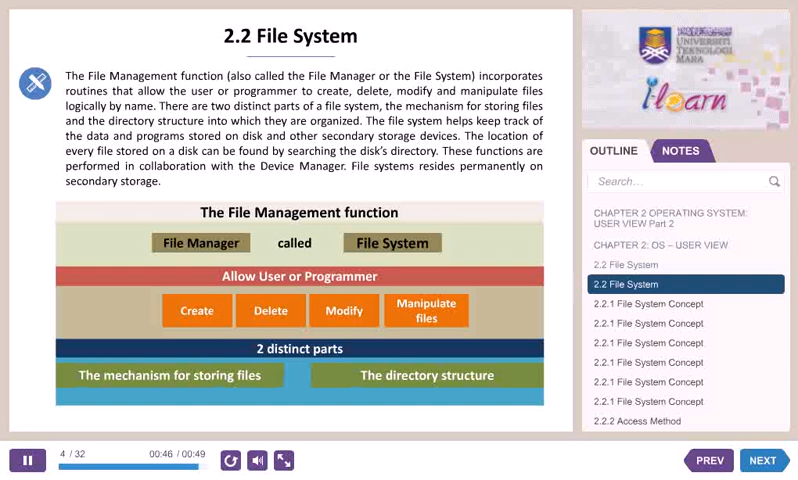 2.2 File System
The File Management function (also called the File Manager or the File System) incorporates
routines that allow the user or programmer to create, delete, modify and manipulate files
logically by name. There are two distinct parts of a file system, the mechanism for storing files
and the directory structure into which they are organized. The file system helps keep track of
the data and programs stored on disk and other secondary storage devices. The location of
every file stored on a disk can be found by searching the disk's directory. These functions are
performed in collaboration with the Device Manager. File systems resides permanently on
secondary storage.
The File Management function
File Manager called File System
Allow User or Programmer
Create Delete Modify Manipulate
files
2 distinct parts
The mechanism for storing files The directory structure
4 / 32 00:46 / 00:49
UNIVERSITI
TEKNOLOGI
MARA
i-learn
OUTLINE NOTES
Search...
CHAPTER 2 OPERATING SYSTEM:
USER VIEW Part 2
CHAPTER 2: OS – USER VIEW
2.2 File System
2.2 File System
2.2.1 File System Concept
2.2.1 File System Concept
2.2.1 File System Concept
2.2.1 File System Concept
2.2.1 File System Concept
2.2.1 File System Concept
2.2.2 Access Method
PREV NEXT